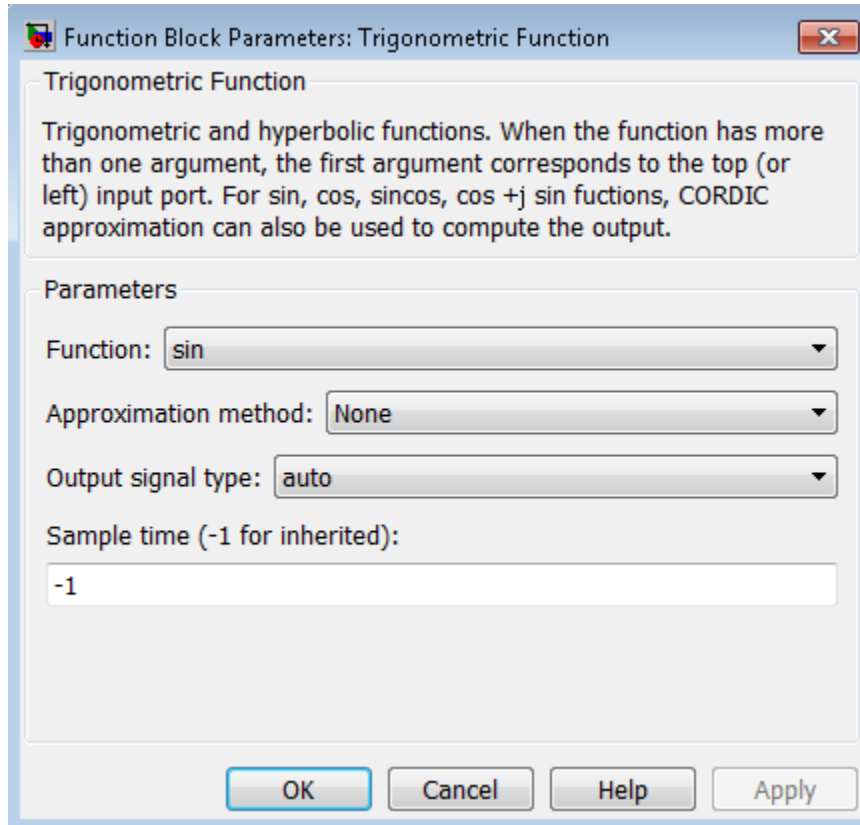 Function Block Parameters: Trigonometric Function
Trigonometric Function
Trigonometric and hyperbolic functions. When the function has more
than one argument, the first argument corresponds to the top (or
left) input port. For sin, cos, sincos, cos +j sin fuctions, CORDIC
approximation can also be used to compute the output.
Parameters
Function: sin
Approximation method: None
Output signal type: auto
Sample time (-1 for inherited):
-1
OK Cancel Help Apply